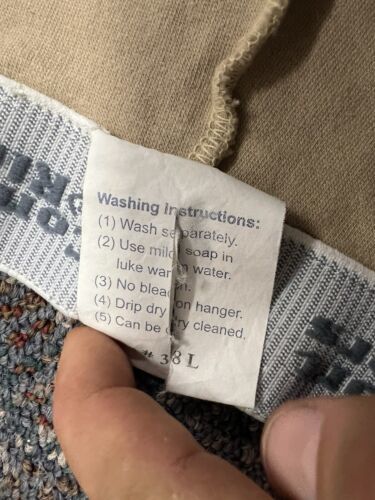 Washing Instructions:
(1) Wash separately.
(2) Use mild soap in
luke warm water.
(3) No bleach.
(4) Drip dry on hanger.
(5) Can be dry cleaned.
# 38L